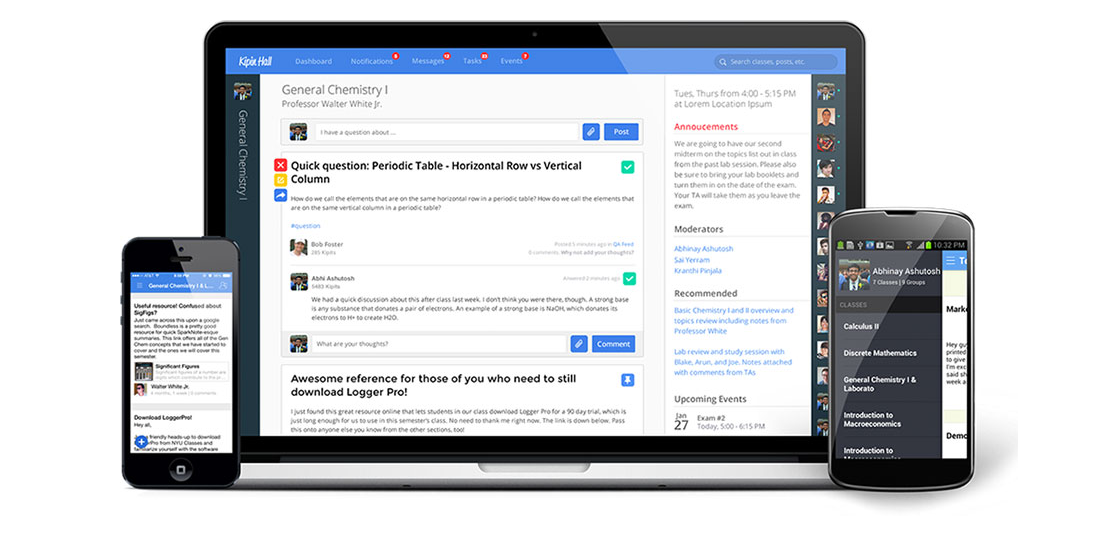 Kipin Hall
Dashboard
Notifications
Messages
12
Tasks
Events
Search classes, posts, etc.
General Chemistry I
General Chemistry I
Professor Walter White Jr.
I have a question about ...
Post
Quick question: Periodic Table - Horizontal Row vs Vertical
Column
How do we call the elements that are on the same horizontal row in a periodic table? How do we call the elements that
are on the same vertical column in a periodic table?
#question
Bob Foster
285 Kipits
Posted 5 minutes ago in QA Feed
0 comments. Why not add your thoughts?
Abhi Ashutosh
5483 Kipits
Answered 2 minutes ago
We had a quick discussion about this after class last week. I don't think you were there, though. A strong base
is any substance that donates a pair of electrons. An example of a strong base is NaOH, which donates its
electrons to H+ to create H2O.
What are your thoughts?
Comment
Awesome reference for those of you who need to still
download Logger Pro!
I just found this great resource online that lets students in our class download Logger Pro for a 90 day trial, which is
just long enough for us to use in this semester's class. No need to thank me right now. The link is down below. Pass
this onto anyone else you know from the other sections, too!
Tues, Thurs from 4:00 - 5:15 PM
at Lorem Location Ipsum
Annoucements
We are going to have our second
midterm on the topics list out in class
from the past lab session. Please also
be sure to bring your lab booklets and
turn them in on the date of the exam.
Your TA will take them as you leave the
exam.
Moderators
Abhinay Ashutosh
Sai Yerram
Kranthi Pinjala
Recommended
Basic Chemistry I and II overview and
topics review including notes from
Professor White
Lab review and study session with
Blake, Arun, and Joe. Notes attached
with comments from TAs
Upcoming Events
Jan
27
Exam #2
Today, 5:00 - 6:15 PM
General Chemistry I & L...
Useful resource! Confused about
SigFigs?
Just came across this upon a google
search. Boundless is a pretty good
resource for quick SparkNote-esque
summaries. This link offers all of the Gen
Chem concepts that we have started to
cover and the ones we will cover this
semester.
Significant Figures
Significant figures of a number are
Walter White Jr.
Download LoggerPro!
Hey all,
friendly heads-up to download
Pro from NYU Classes and
familiarize yourself with the software
10:32 PM
Abhinay Ashutosh
7 Classes | 9 Groups
CLASSES
Calculus II
Discrete Mathematics
General Chemistry I &
Laborato
Introduction to
Macroeconomics
Introduction to
Marke
Hey gu
printed
to give
I'm exc
said sh
week a
Demo